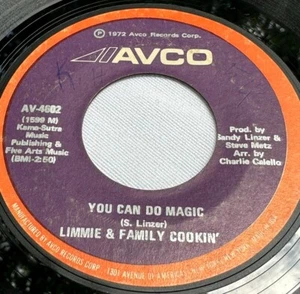 Ⓟ 1972 Avco Records Corp.
AVCO
AV-4602
(1599 M)
Kama-Sutra
Music
Publishing &
Five Arts Music
(BMI-2:50)
Prod. by
Sandy Linzer &
Steve Metz
Arr. by
Charlie Calello
YOU CAN DO MAGIC
(S. Linzer)
LIMMIE & FAMILY COOKIN'
MANUFACTURED BY AVCO RECORDS CORP. 1301 AVENUE OF AMERICAS